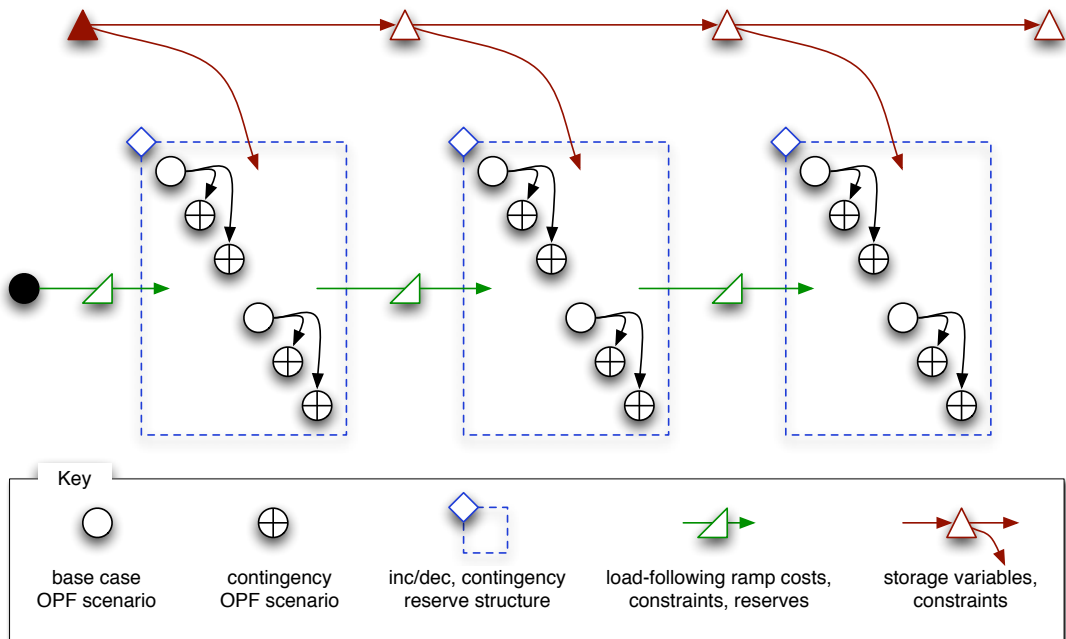 Key
base case
OPF scenario
contingency
OPF scenario
inc/dec, contingency
reserve structure
load-following ramp costs,
constraints, reserves
storage variables,
constraints